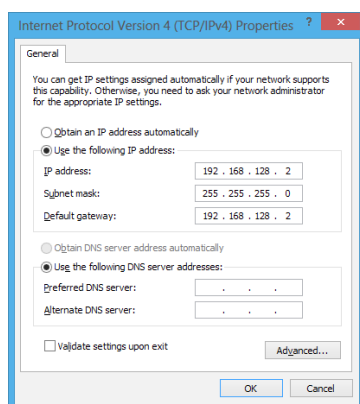 Internet Protocol Version 4 (TCP/IPv4) Properties ? ×
General
You can get IP settings assigned automatically if your network supports
this capability. Otherwise, you need to ask your network administrator
for the appropriate IP settings.
Obtain an IP address automatically
Use the following IP address:
IP address: 192 . 168 . 128 . 2
Subnet mask: 255 . 255 . 255 . 0
Default gateway: 192 . 168 . 128 . 2
Obtain DNS server address automatically
Use the following DNS server addresses:
Preferred DNS server: . . .
Alternate DNS server: . . .
Validate settings upon exit
Advanced...
OK Cancel